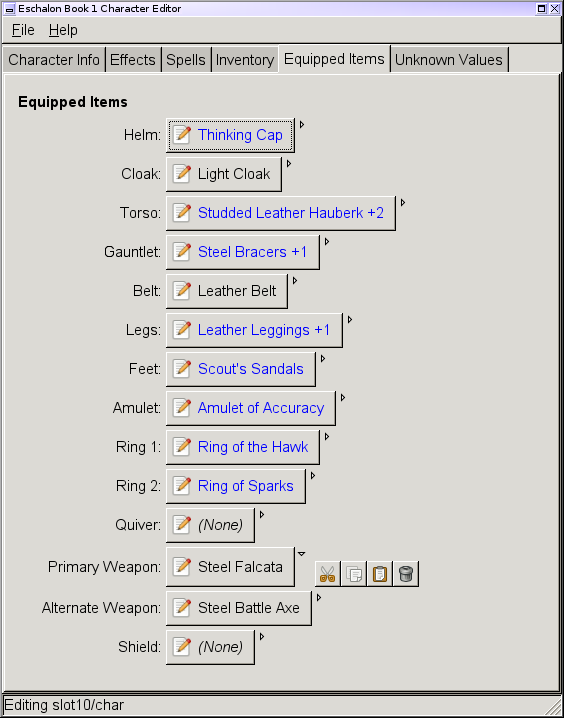 Eschalon Book 1 Character Editor
File Help
Character Info Effects Spells Inventory Equipped Items Unknown Values
Equipped Items
Helm: Thinking Cap
Cloak: Light Cloak
Torso: Studded Leather Hauberk +2
Gauntlet: Steel Bracers +1
Belt: Leather Belt
Legs: Leather Leggings +1
Feet: Scout's Sandals
Amulet: Amulet of Accuracy
Ring 1: Ring of the Hawk
Ring 2: Ring of Sparks
Quiver: (None)
Primary Weapon: Steel Falcata
Alternate Weapon: Steel Battle Axe
Shield: (None)
Editing slot10/char